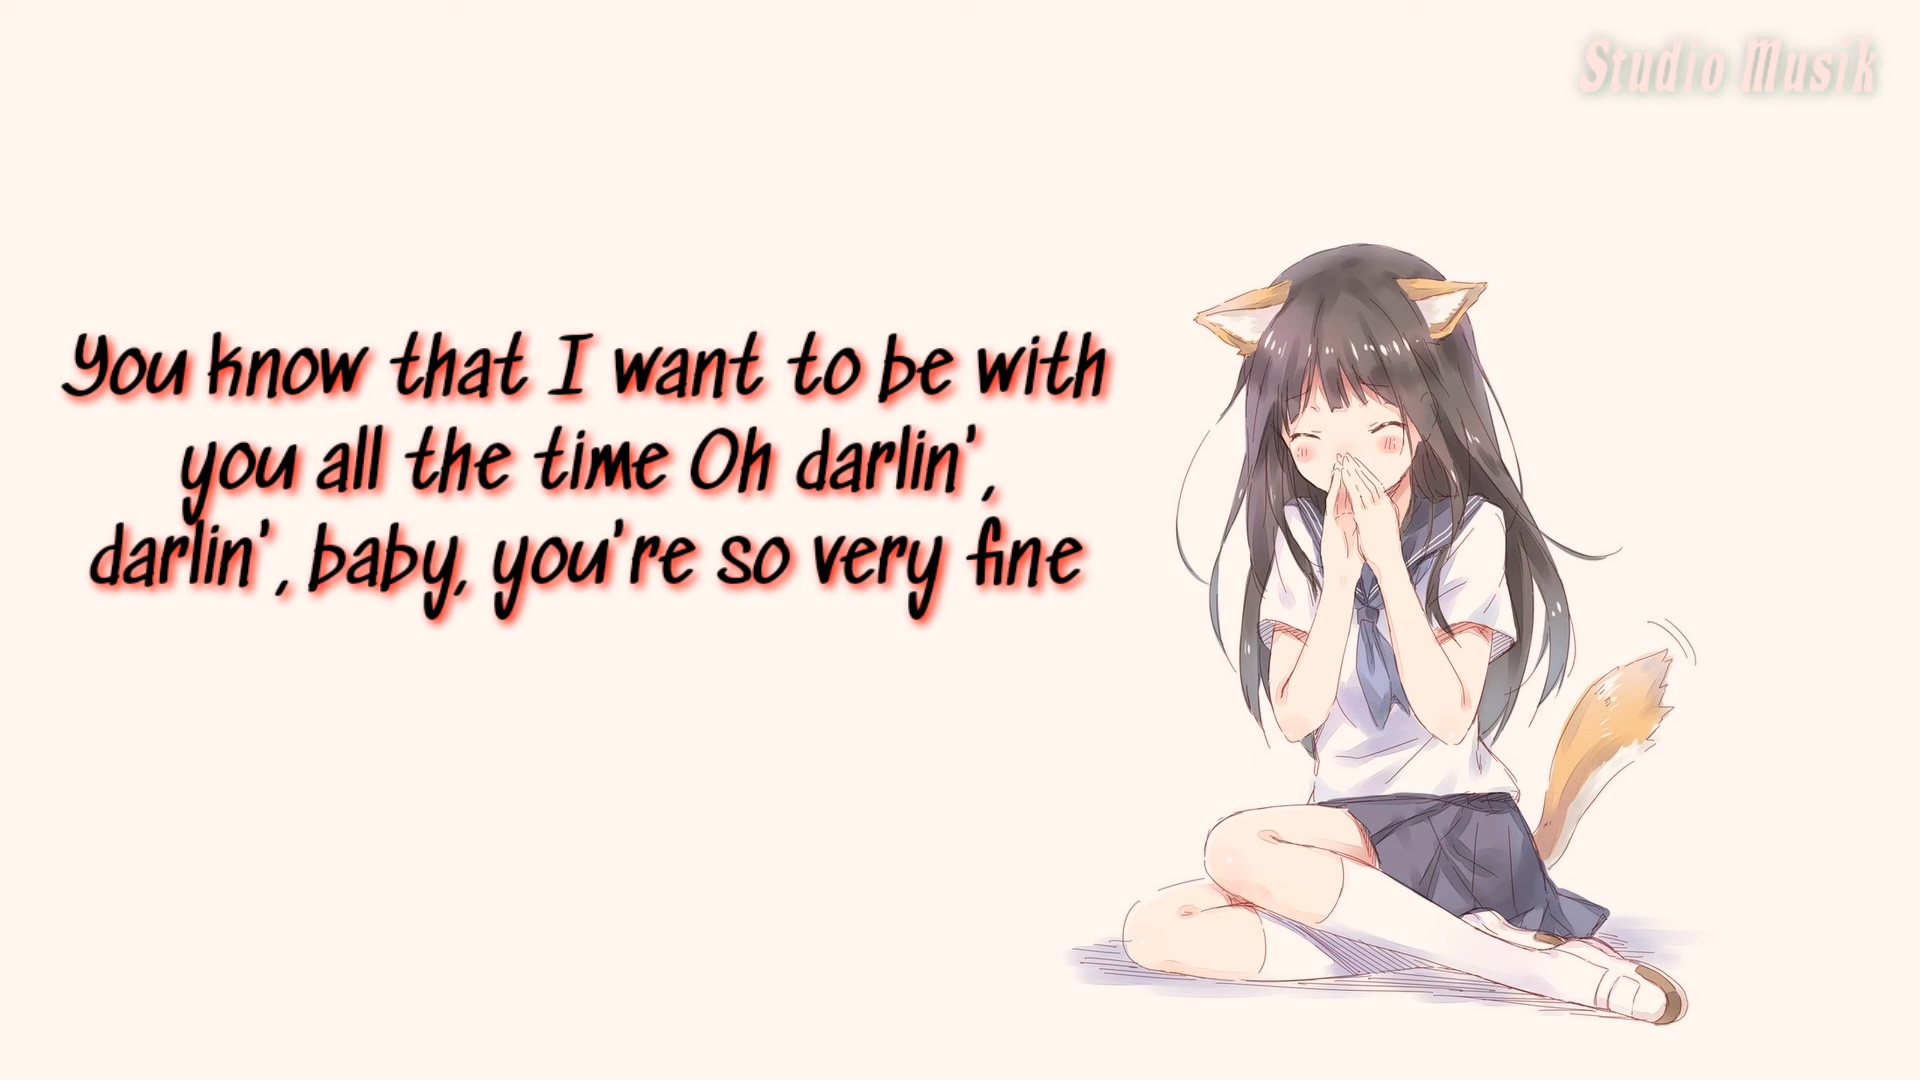 Studio Musik
You know that I want to be with
you all the time Oh darlin',
darlin', baby, you're so very fine